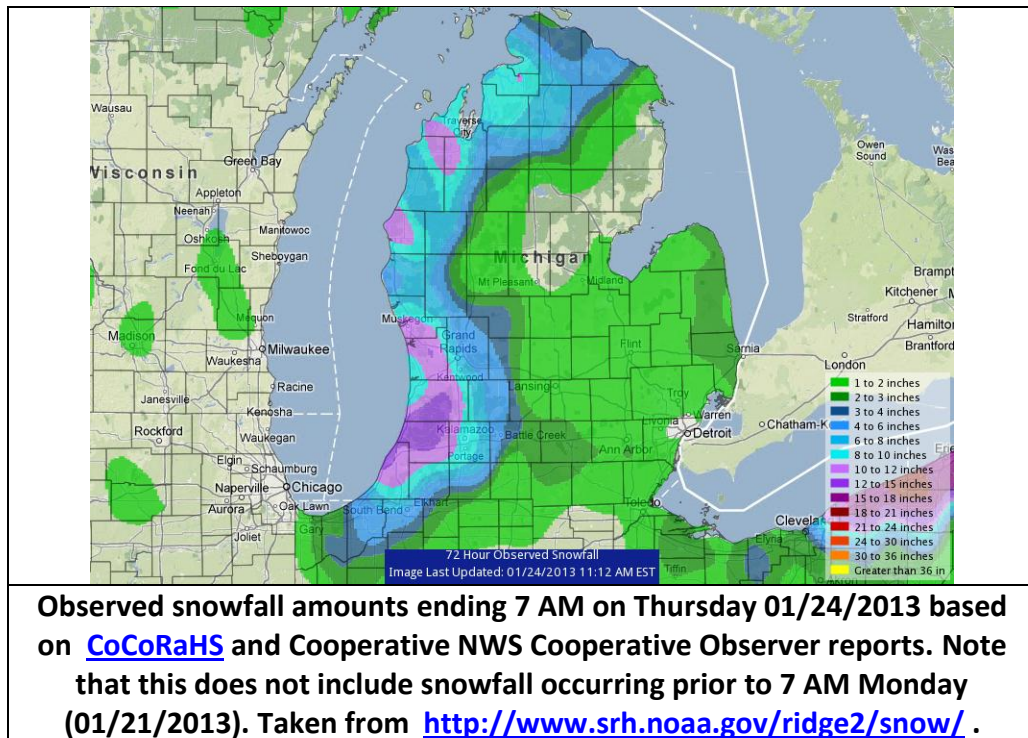 Wausau
Owen
Sound
Traverse
City
Green Bay
Wisconsin
Appleton
Neenah
Oshkosh
Manitowoc
Fond du Lac
Sheboygan
Michigan
Mt Pleasant
Midland
Brampt
Kitchener
Stratford
Hamilto
Brantford
Mequon
Muskegon
Madison
Milwaukee
Waukesha
Grand
Rapids
Flint
Sarnia
London
Janesville
Racine
Kentwood
Lansing
Troy
Kenosha
Warren
Livonia
Detroit
Chatham-K
Rockford
Waukegan
Kalamazoo
Battle Creek
Portage
Ann Arbor
Elgin
Schaumburg
Naperville
Chicago
Aurora
Oak Lawn
Joliet
Gary
South Bend
Elkhart
Toledo
Clevela
Elyria
Tiffin
Akron
1 to 2 inches
2 to 3 inches
3 to 4 inches
4 to 6 inches
6 to 8 inches
8 to 10 inches
10 to 12 inches
12 to 15 inches
15 to 18 inches
18 to 21 inches
21 to 24 inches
24 to 30 inches
30 to 36 inches
Greater than 36 in
72 Hour Observed Snowfall
Image Last Updated: 01/24/2013 11:12 AM EST
Observed snowfall amounts ending 7 AM on Thursday 01/24/2013 based
on CoCoRaHS and Cooperative NWS Cooperative Observer reports. Note
that this does not include snowfall occurring prior to 7 AM Monday
(01/21/2013). Taken from http://www.srh.noaa.gov/ridge2/snow/ .